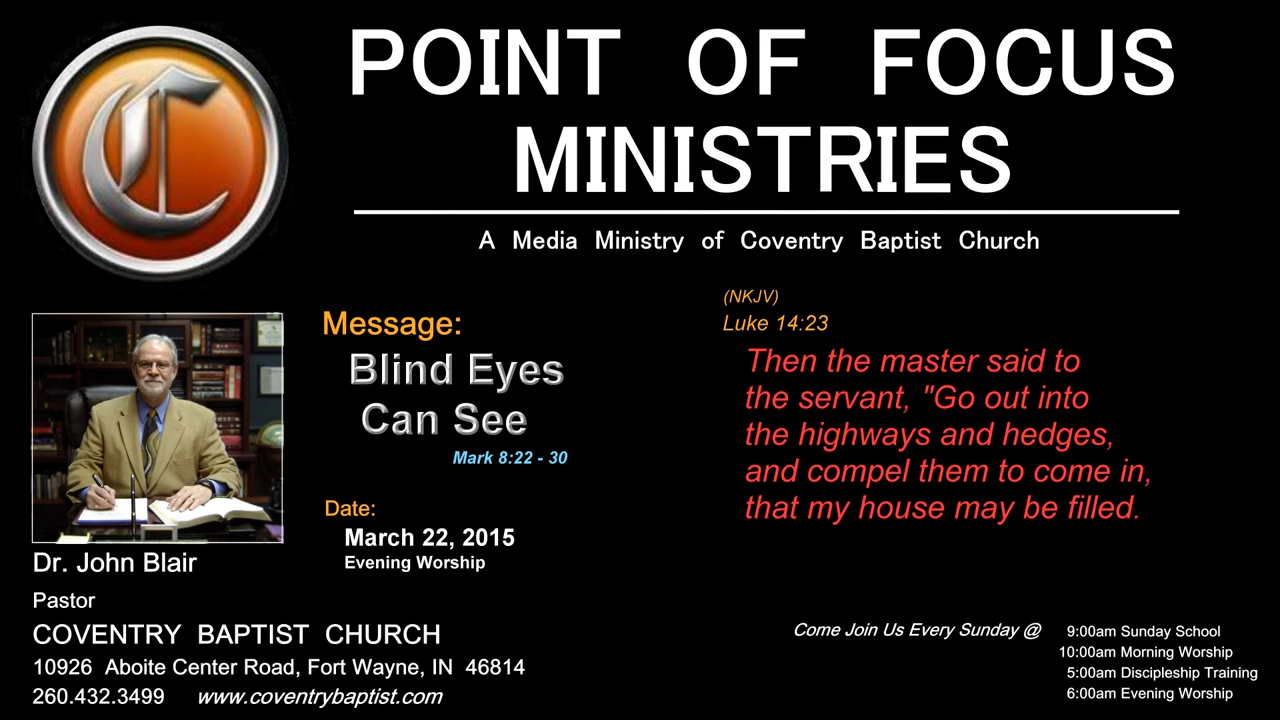 C
POINT OF FOCUS
MINISTRIES
A Media Ministry of Coventry Baptist Church
Message:
Blind Eyes
Can See
Mark 8:22 - 30
Date:
March 22, 2015
Evening Worship
(NKJV)
Luke 14:23
Then the master said to
the servant, "Go out into
the highways and hedges,
and compel them to come in,
that my house may be filled.
Dr. John Blair
Pastor
COVENTRY BAPTIST CHURCH
10926 Aboite Center Road, Fort Wayne, IN 46814
260.432.3499 www.coventrybaptist.com
Come Join Us Every Sunday @ 9:00am Sunday School
10:00am Morning Worship
5:00am Discipleship Training
6:00am Evening Worship